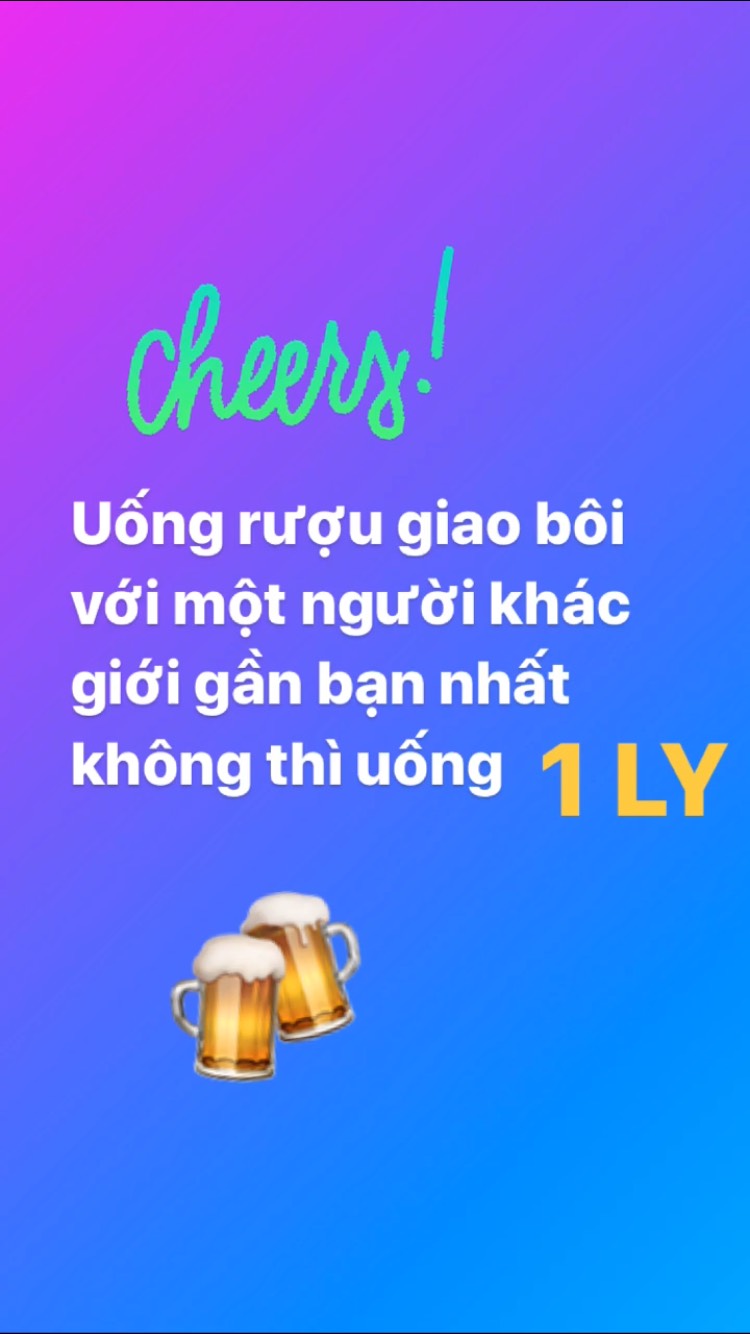 cheers!
Uống rượu giao bôi
với một người khác
giới gần bạn nhất
không thì uống 1 LY